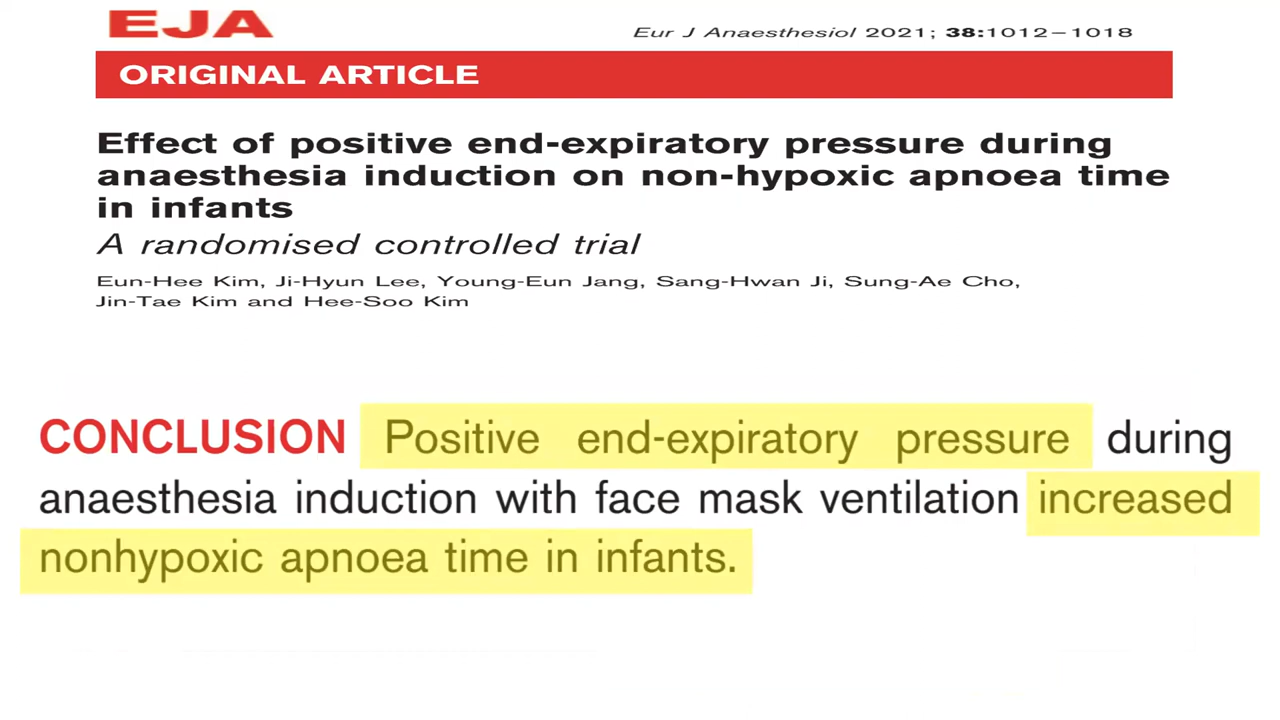 EJA
Eur J Anaesthesiol 2021; 38:1012–1018
ORIGINAL ARTICLE
Effect of positive end-expiratory pressure during
anaesthesia induction on non-hypoxic apnoea time
in infants
A randomised controlled trial
Eun-Hee Kim, Ji-Hyun Lee, Young-Eun Jang, Sang-Hwan Ji, Sung-Ae Cho,
Jin-Tae Kim and Hee-Soo Kim
CONCLUSION Positive end-expiratory pressure during
anaesthesia induction with face mask ventilation increased
nonhypoxic apnoea time in infants.